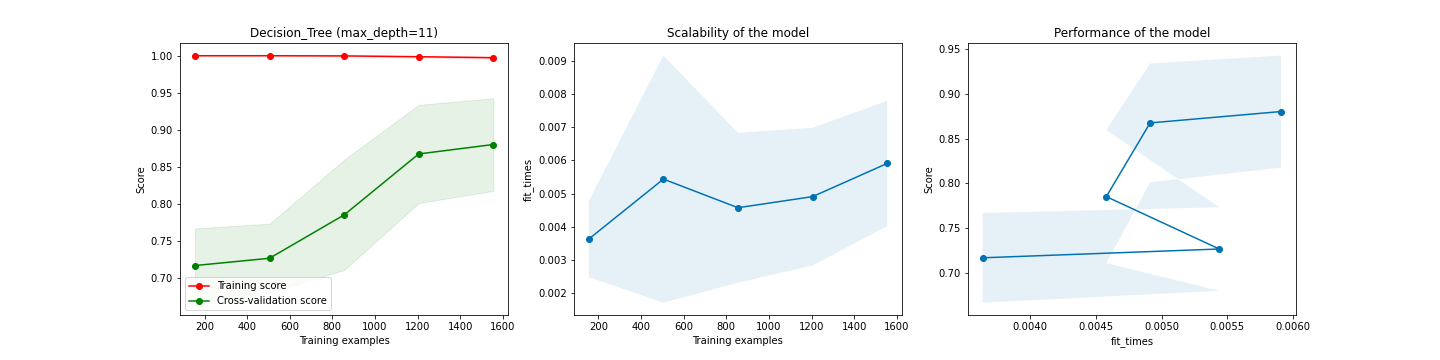 Decision_Tree (max_depth=11)
1.00
0.95
0.90
0.85
0.80
0.75
0.70
Score
Training score
Cross-validation score
200 400 600 800 1000 1200 1400 1600
Training examples
Scalability of the model
0.009
0.008
0.007
0.006
0.005
0.004
0.003
0.002
fit_times
200 400 600 800 1000 1200 1400 1600
Training examples
Performance of the model
0.95
0.90
0.85
0.80
0.75
0.70
Score
0.0040 0.0045 0.0050 0.0055 0.0060
fit_times